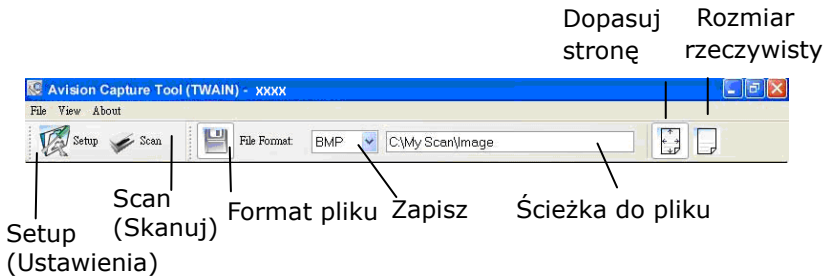 Dopasuj stronę
Rozmiar rzeczywisty
Avision Capture Tool (TWAIN) - xxxx
File View About
Setup Scan File Format: BMP C:\My Scan\Image
Setup (Ustawienia)
Scan (Skanuj)
Format pliku
Zapisz
Ścieżka do pliku